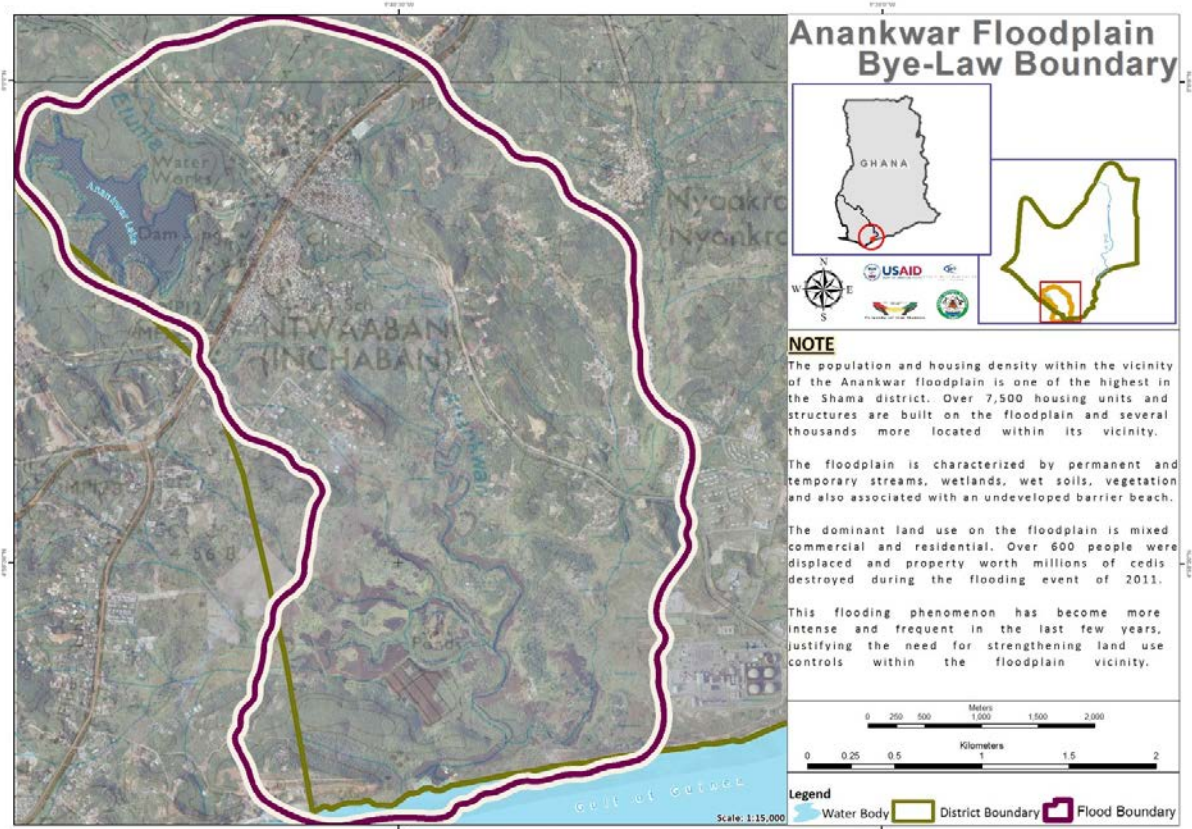 Anankwar Floodplain
Bye-Law Boundary
GHANA
N
W E
S
USAID
NOTE
The population and housing density within the vicinity
of the Anankwar floodplain is one of the highest in
the Shama district. Over 7,500 housing units and
structures are built on the floodplain and several
thousands more located within its vicinity.
The floodplain is characterized by permanent and
temporary streams, wetlands, wet soils, vegetation
and also associated with an undeveloped barrier beach.
The dominant land use on the floodplain is mixed
commercial and residential. Over 600 people were
displaced and property worth millions of cedis
destroyed during the flooding event of 2011.
This flooding phenomenon has become more
intense and frequent in the last few years,
justifying the need for strengthening land use
controls within the floodplain vicinity.
Meters
0 250 500 1,000 1,500 2,000
Kilometers
0 0.25 0.5 1 1.5 2
Legend
Water Body District Boundary Flood Boundary
Water
Works
Anankwar Lake
NTWAABAN
(INCHABAN)
Nyankro
Ponds
Gulf of Guinea
Scale: 1:15,000